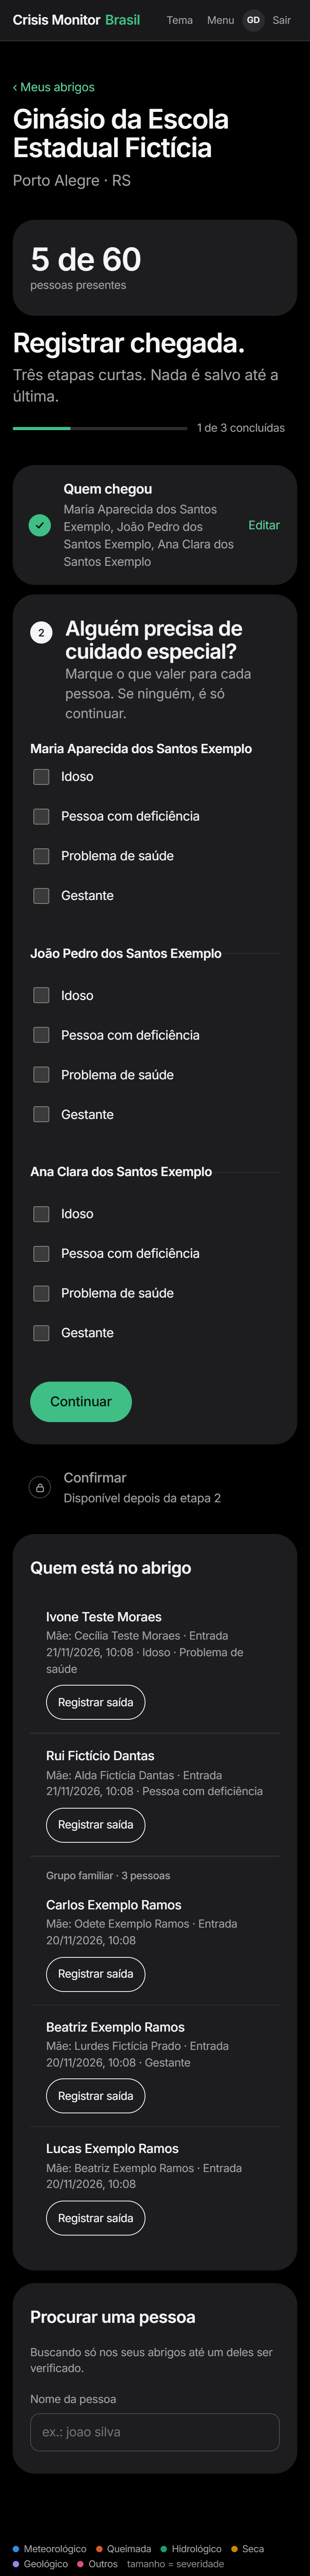 Crisis Monitor Brasil Tema Menu GD Sair
‹ Meus abrigos
Ginásio da Escola
Estadual Fictícia
Porto Alegre · RS
5 de 60
pessoas presentes
Registrar chegada.
Três etapas curtas. Nada é salvo até a
última.
1 de 3 concluídas
Quem chegou
Maria Aparecida dos Santos
Exemplo, João Pedro dos
Santos Exemplo, Ana Clara dos
Santos Exemplo
Editar
2
Alguém precisa de
cuidado especial?
Marque o que valer para cada
pessoa. Se ninguém, é só
continuar.
Maria Aparecida dos Santos Exemplo
Idoso
Pessoa com deficiência
Problema de saúde
Gestante
João Pedro dos Santos Exemplo
Idoso
Pessoa com deficiência
Problema de saúde
Gestante
Ana Clara dos Santos Exemplo
Idoso
Pessoa com deficiência
Problema de saúde
Gestante
Continuar
Confirmar
Disponível depois da etapa 2
Quem está no abrigo
Ivone Teste Moraes
Mãe: Cecília Teste Moraes · Entrada
21/11/2026, 10:08 · Idoso · Problema de
saúde
Registrar saída
Rui Fictício Dantas
Mãe: Alda Fictícia Dantas · Entrada
21/11/2026, 10:08 · Pessoa com deficiência
Registrar saída
Grupo familiar · 3 pessoas
Carlos Exemplo Ramos
Mãe: Odete Exemplo Ramos · Entrada
20/11/2026, 10:08
Registrar saída
Beatriz Exemplo Ramos
Mãe: Lurdes Fictícia Prado · Entrada
20/11/2026, 10:08 · Gestante
Registrar saída
Lucas Exemplo Ramos
Mãe: Beatriz Exemplo Ramos · Entrada
20/11/2026, 10:08
Registrar saída
Procurar uma pessoa
Buscando só nos seus abrigos até um deles ser
verificado.
Nome da pessoa
ex.: joao silva
Meteorológico Queimada Hidrológico Seca
Geológico Outros tamanho = severidade